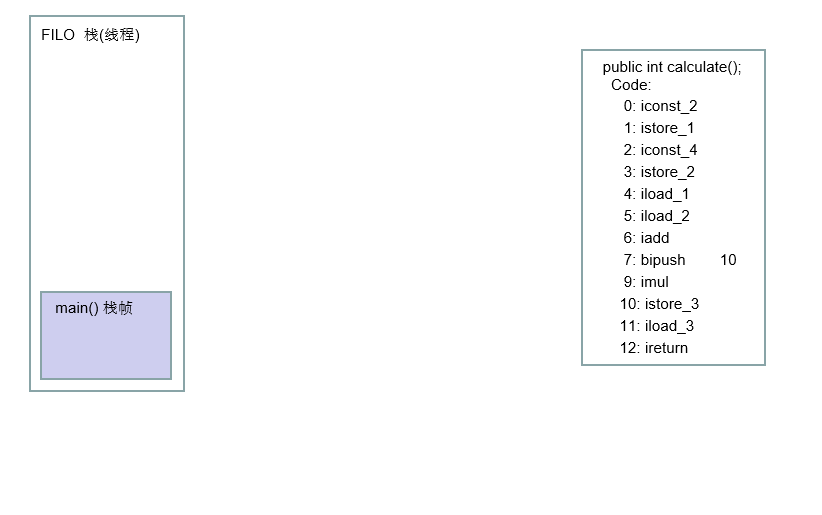 FILO 栈(线程)
main() 栈帧
public int calculate();
Code:
0: iconst_2
1: istore_1
2: iconst_4
3: istore_2
4: iload_1
5: iload_2
6: iadd
7: bipush 10
9: imul
10: istore_3
11: iload_3
12: ireturn